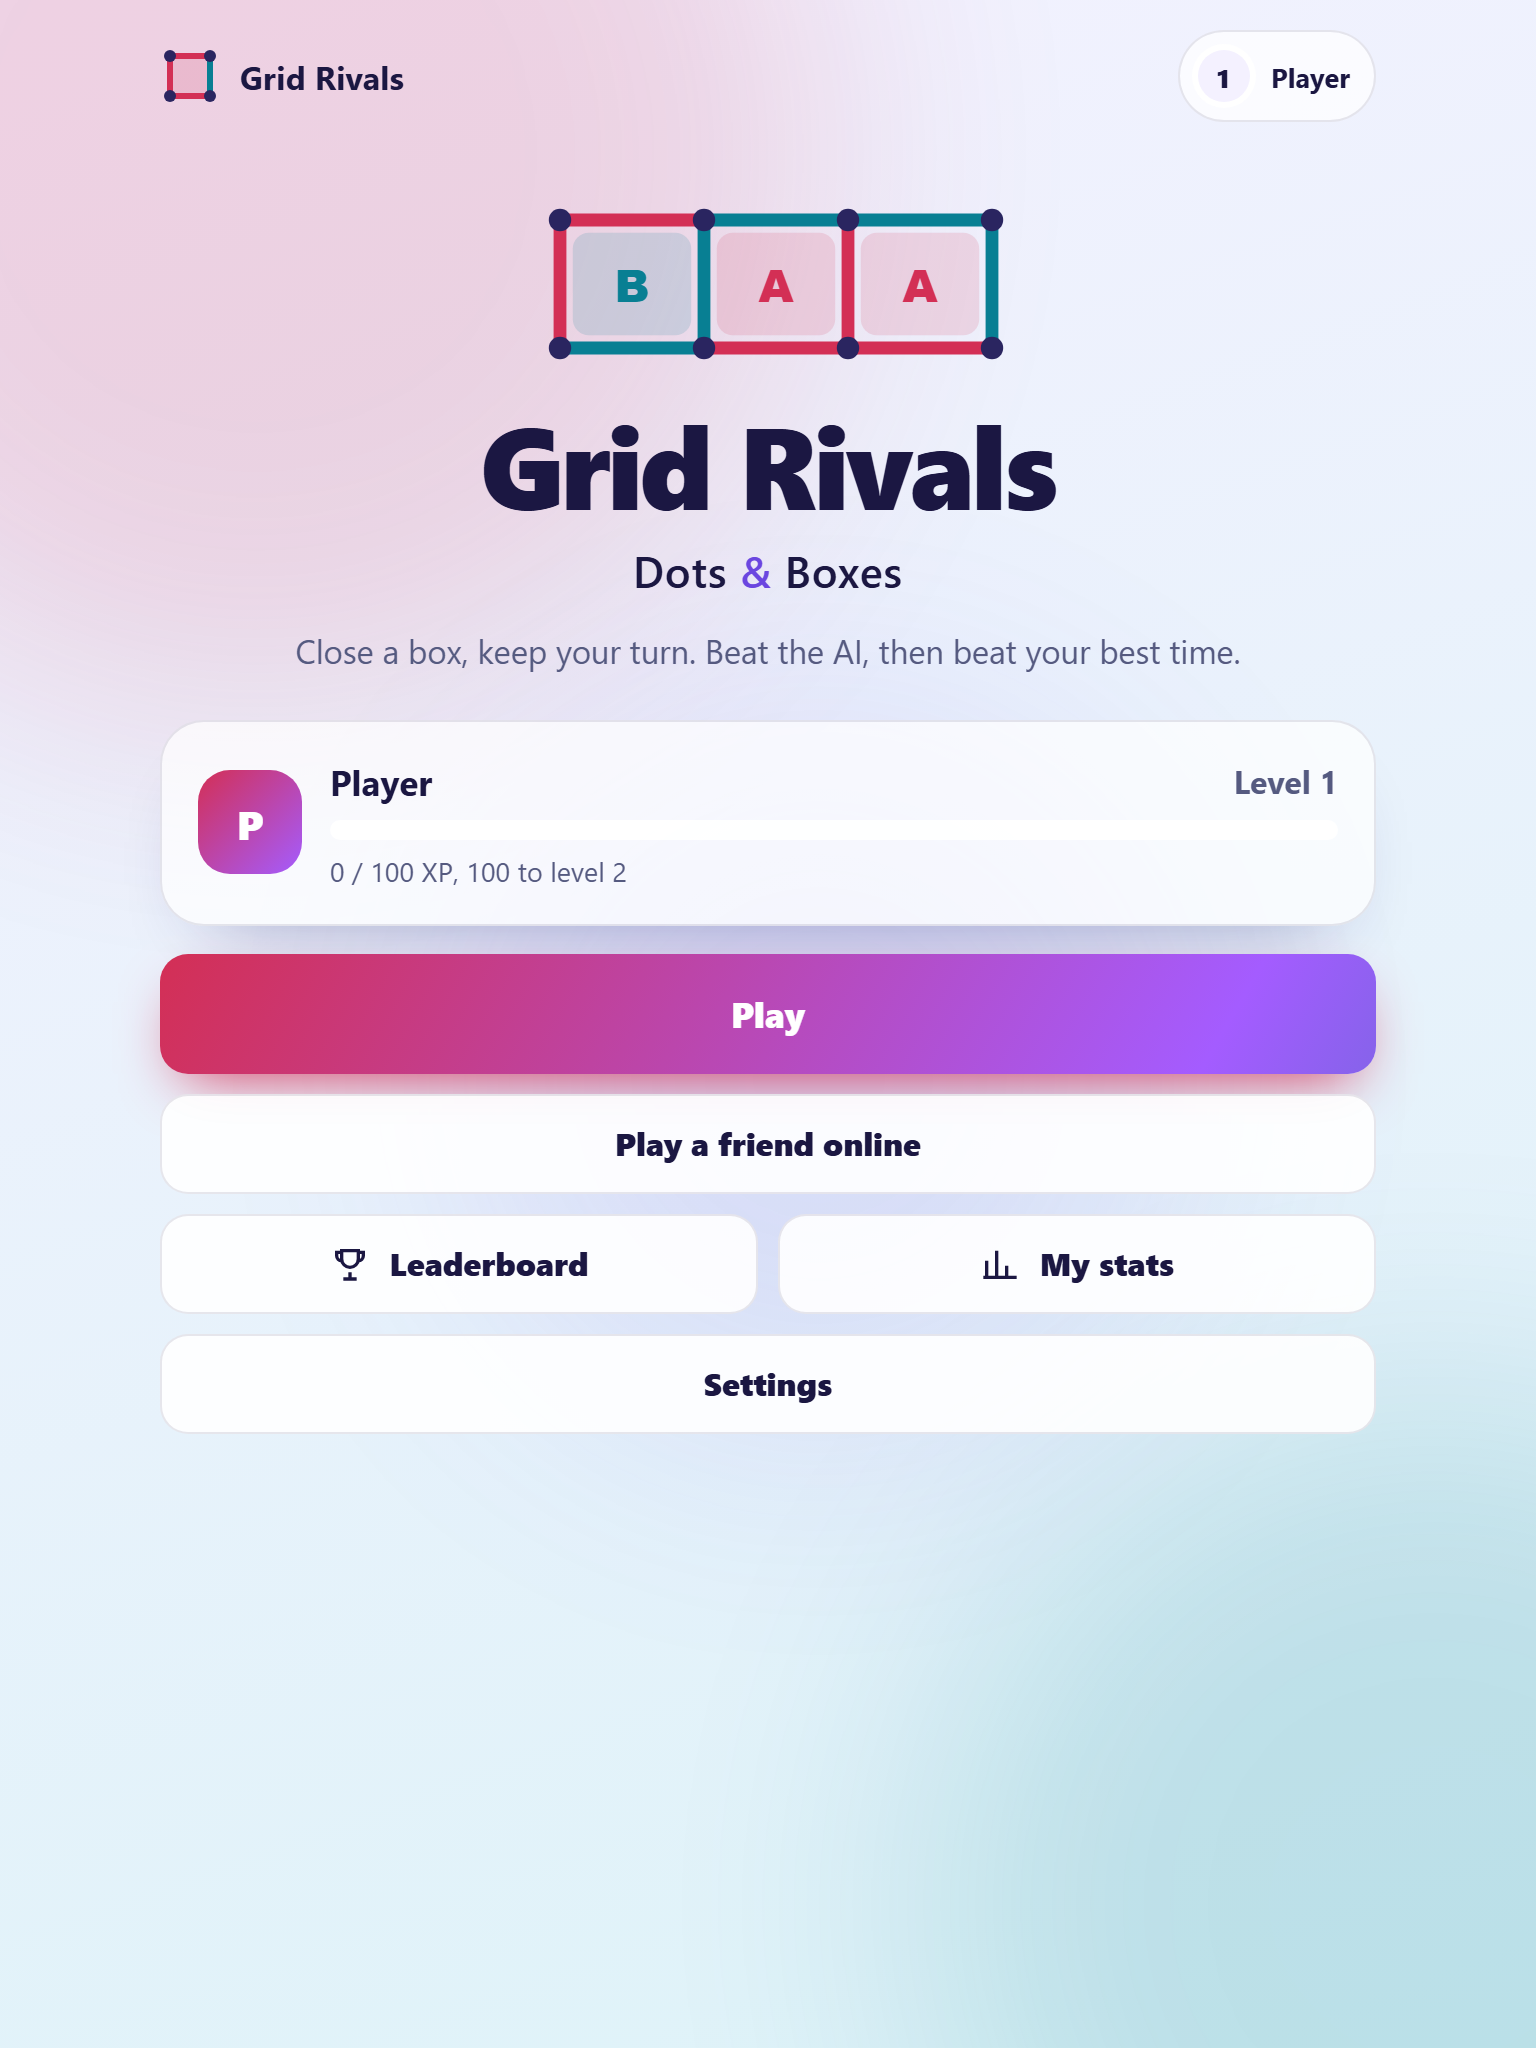 Grid Rivals
1 Player
B A A
Grid Rivals
Dots & Boxes
Close a box, keep your turn. Beat the AI, then beat your best time.
P
Player
Level 1
0 / 100 XP, 100 to level 2
Play
Play a friend online
Leaderboard
My stats
Settings